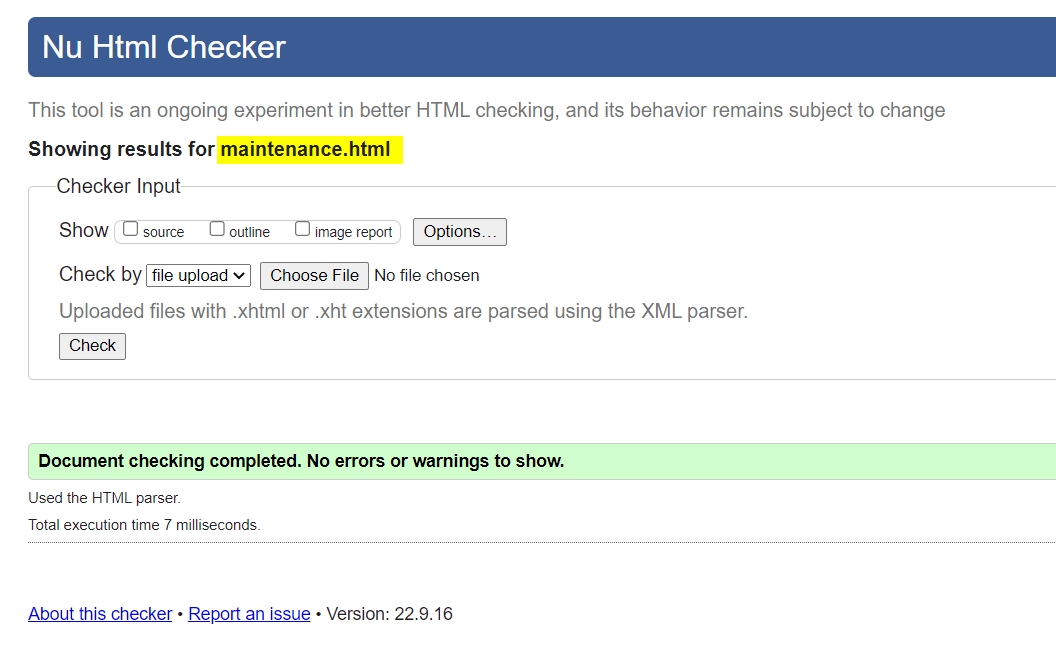 Nu Html Checker
This tool is an ongoing experiment in better HTML checking, and its behavior remains subject to change
Showing results for maintenance.html
Checker Input
Show source outline image report Options…
Check by file upload Choose File No file chosen
Uploaded files with .xhtml or .xht extensions are parsed using the XML parser.
Check
Document checking completed. No errors or warnings to show.
Used the HTML parser.
Total execution time 7 milliseconds.
About this checker • Report an issue • Version: 22.9.16